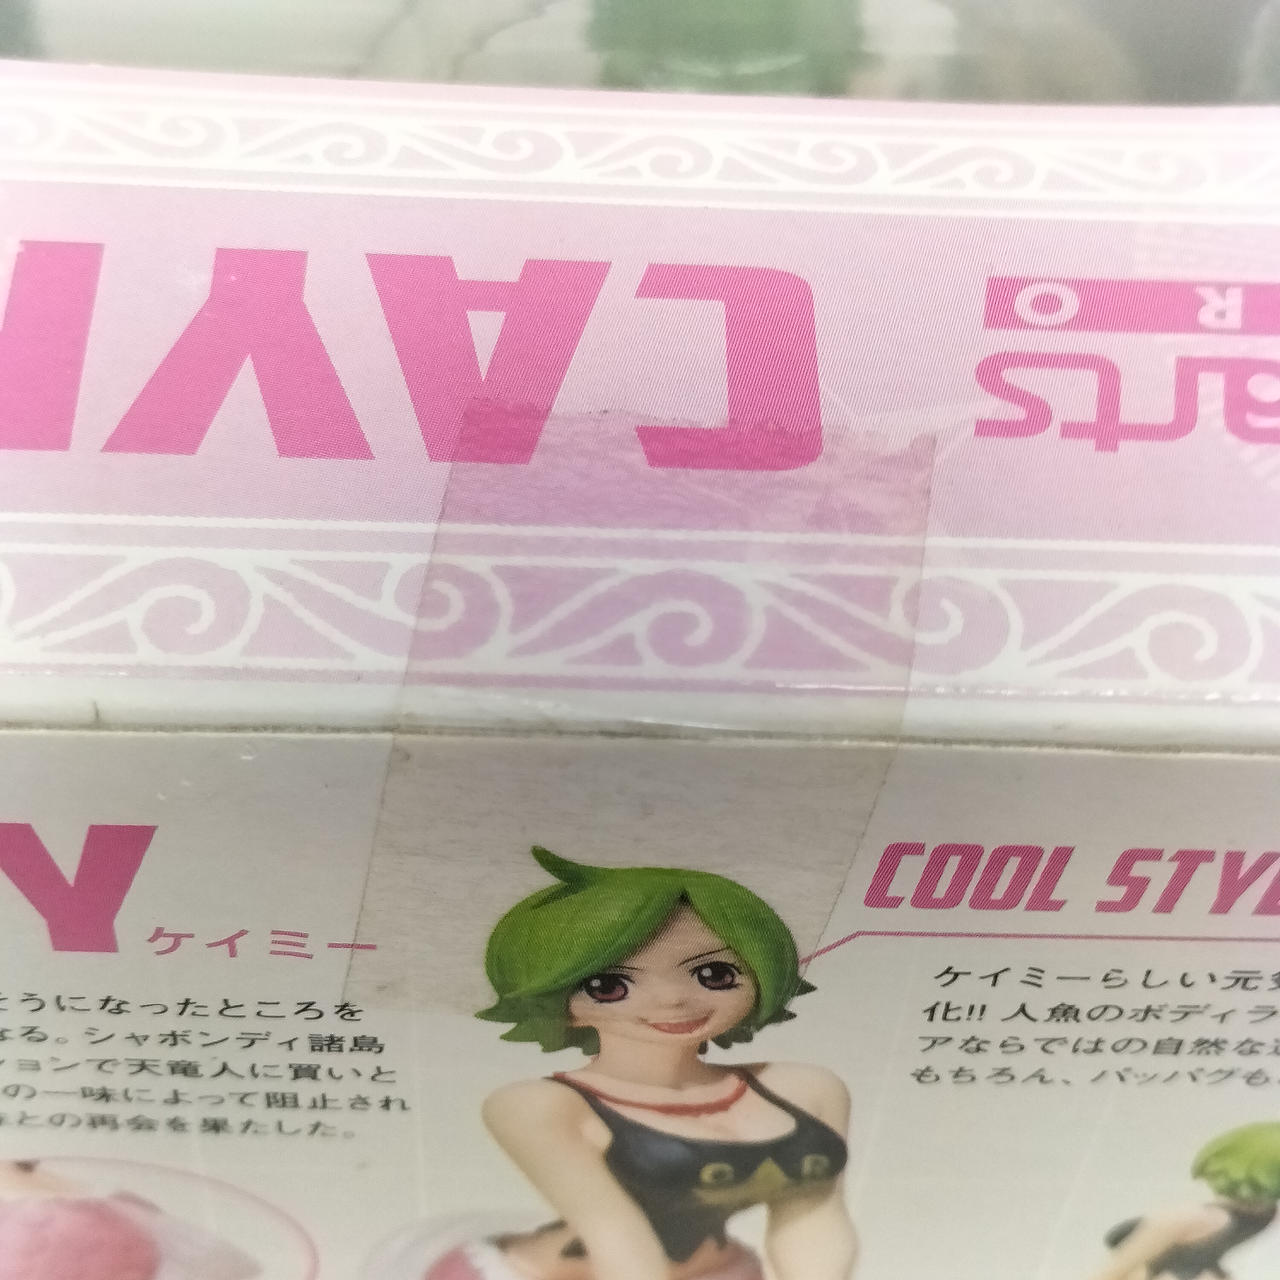 CAY
arts
R O
Y ケイミー
COOL STYL
そうになったところを
なる。シャボンディ諸島
ションで天竜人に買いと
の一味によって阻止され
との再会を果たした。
ケイミーらしい元気
化!! 人魚のボディラ
アならではの自然な
もちろん、パッパグも